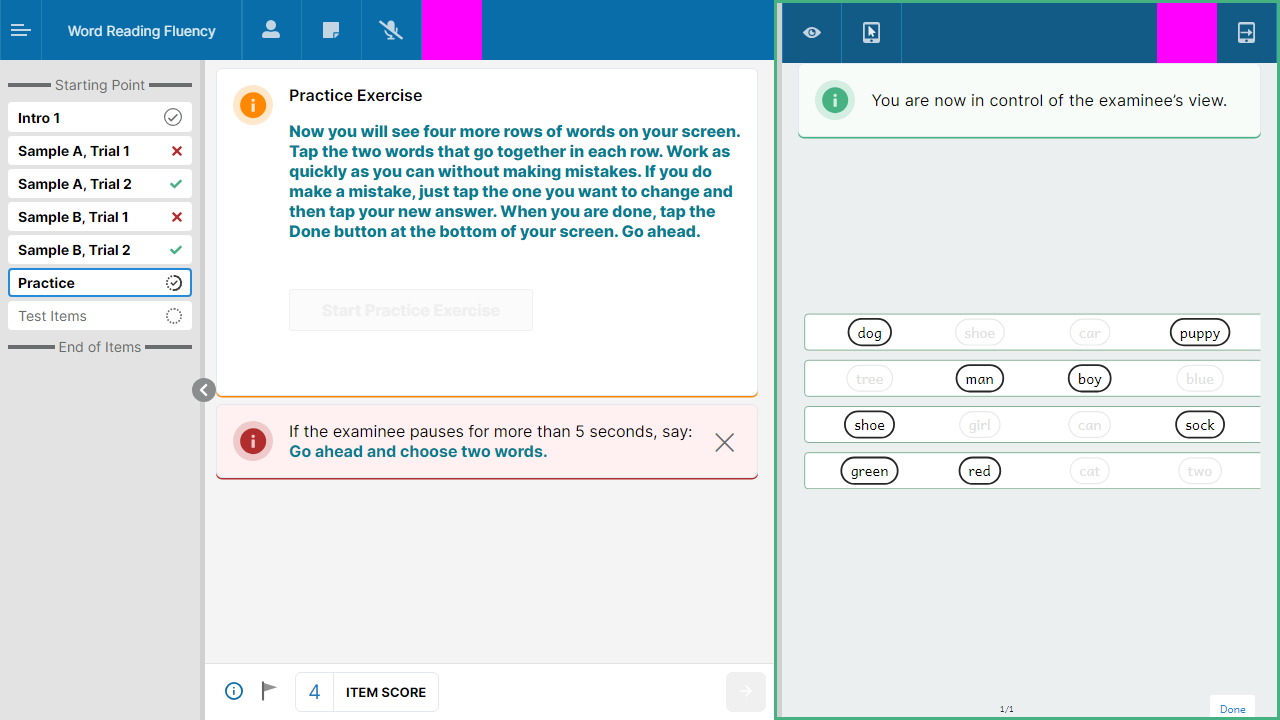 Word Reading Fluency
Starting Point
Intro 1
Sample A, Trial 1
Sample A, Trial 2
Sample B, Trial 1
Sample B, Trial 2
Practice
Test Items
End of Items
Practice Exercise
Now you will see four more rows of words on your screen.
Tap the two words that go together in each row. Work as
quickly as you can without making mistakes. If you do
make a mistake, just tap the one you want to change and
then tap your new answer. When you are done, tap the
Done button at the bottom of your screen. Go ahead.
Start Practice Exercise
If the examinee pauses for more than 5 seconds, say:
Go ahead and choose two words.
4 ITEM SCORE
You are now in control of the examinee’s view.
dog shoe car puppy
tree man boy blue
shoe girl can sock
green red cat two
1/1
Done